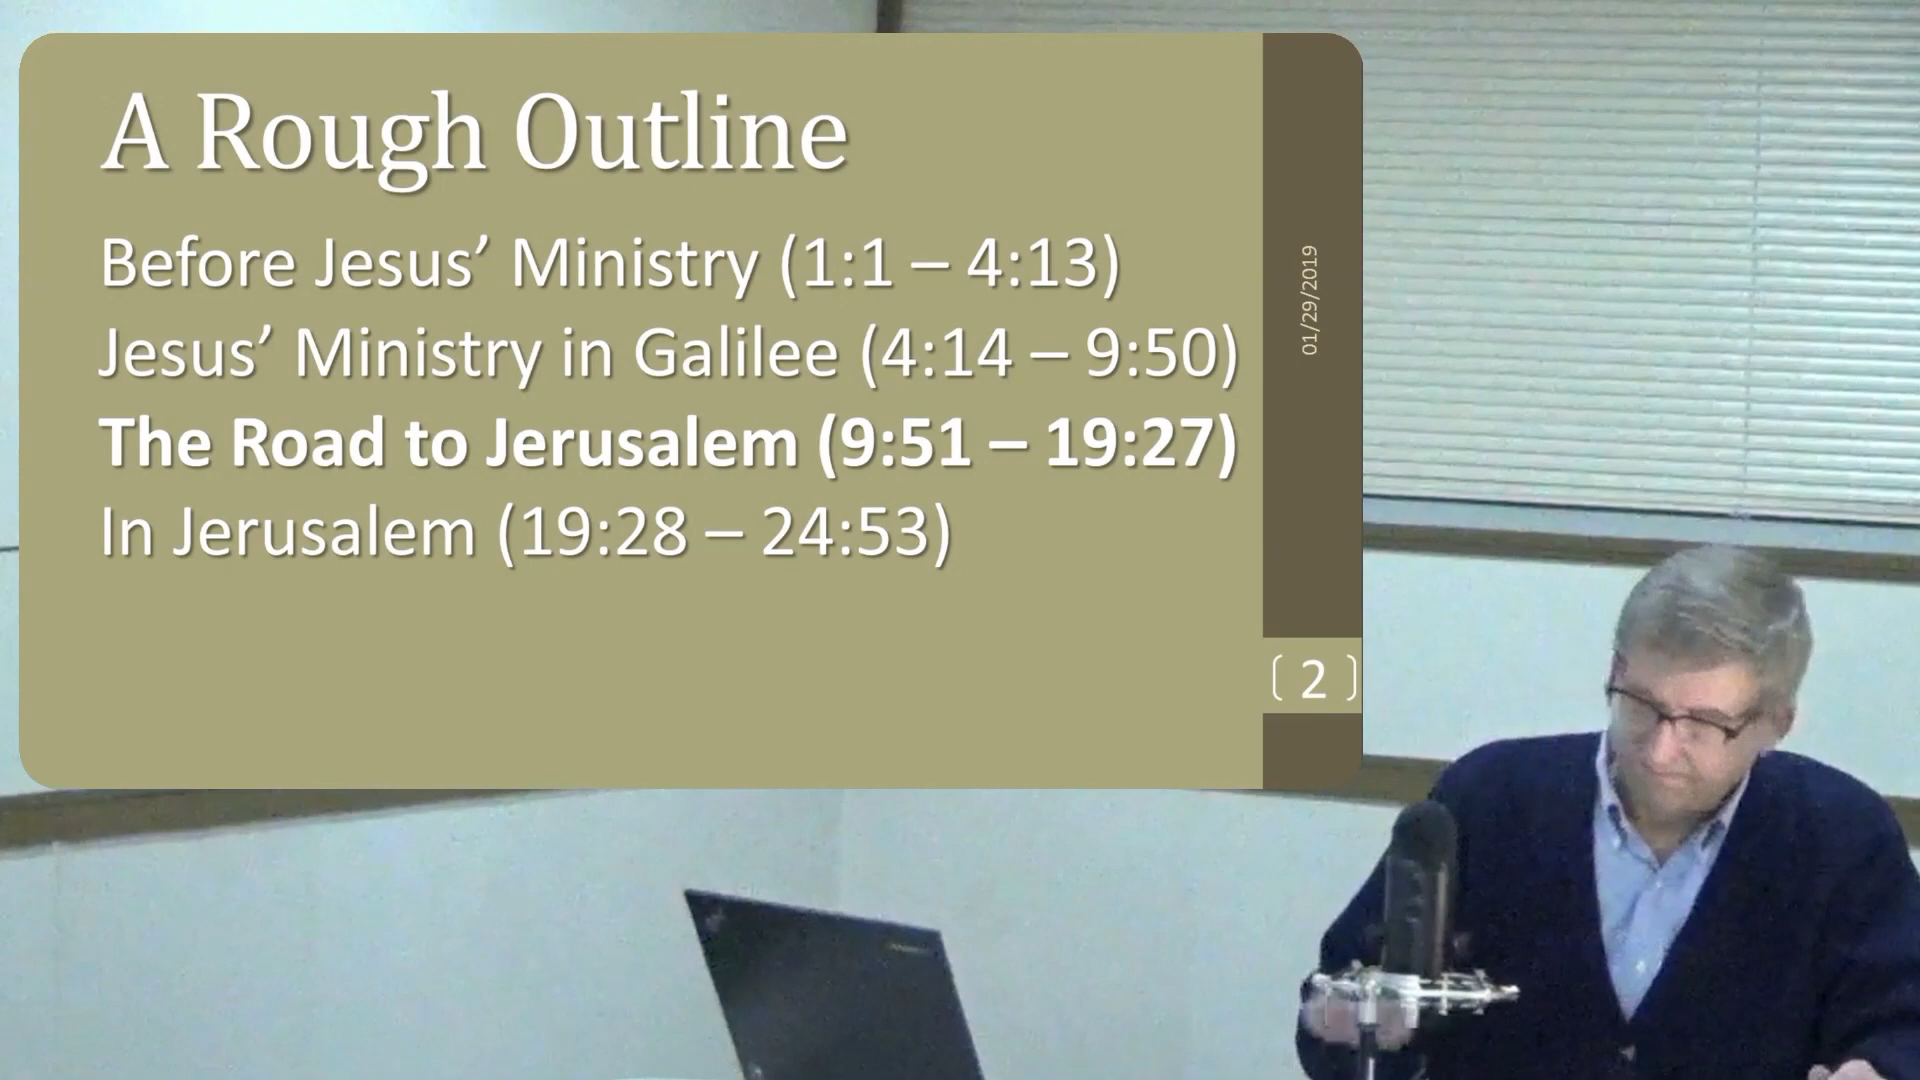 A Rough Outline
Before Jesus’ Ministry (1:1 – 4:13)
Jesus’ Ministry in Galilee (4:14 – 9:50)
The Road to Jerusalem (9:51 – 19:27)
In Jerusalem (19:28 – 24:53)
01/29/2019
2